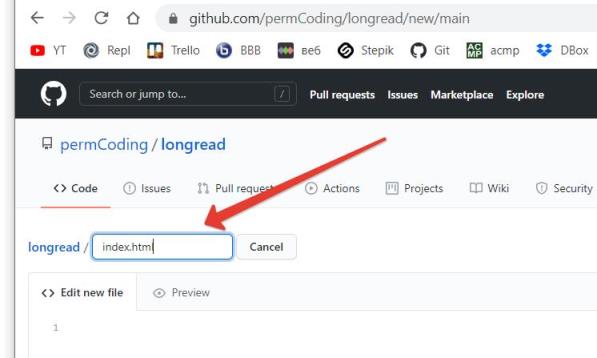 github.com/permCoding/longread/new/main
YT Repl Trello BBB веб Stepik Git acmp DBox
Search or jump to... / Pull requests Issues Marketplace Explore
permCoding / longread
Code Issues Pull requests Actions Projects Wiki Security
longread / index.html Cancel
Edit new file Preview
1